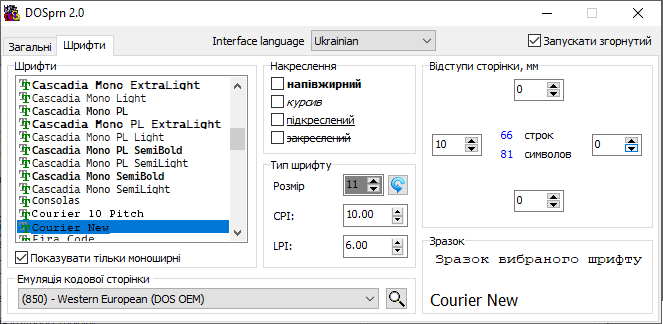 DOSprn 2.0
Загальні
Шрифти
Interface language
Ukrainian
Запускати згорнутий
Шрифти
Cascadia Mono ExtraLight
Cascadia Mono Light
Cascadia Mono PL
Cascadia Mono PL ExtraLight
Cascadia Mono PL Light
Cascadia Mono PL SemiBold
Cascadia Mono PL SemiLight
Cascadia Mono SemiBold
Cascadia Mono SemiLight
Consolas
Courier 10 Pitch
Courier New
Fira Code
Показувати тільки моноширні
Накреслення
напівжирний
курсив
підкреслений
закреслений
Тип шрифту
Розмір
11
CPI:
10.00
LPI:
6.00
Відступи сторінки, мм
0
10
66 строк
81 символов
0
0
Зразок
Зразок вибраного шрифту
Courier New
Емуляція кодової сторінки
(850) - Western European (DOS OEM)